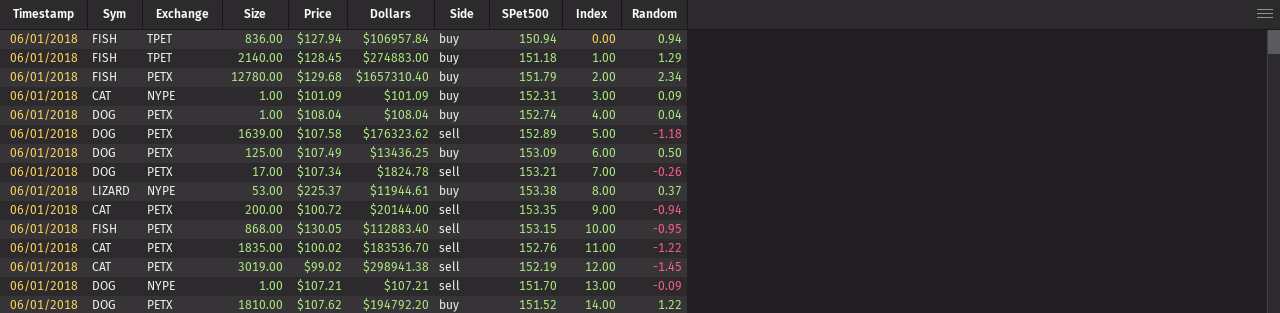 Timestamp Sym Exchange Size Price Dollars Side SPet500 Index Random
06/01/2018 FISH TPET 836.00 $127.94 $106957.84 buy 150.94 0.00 0.94
06/01/2018 FISH TPET 2140.00 $128.45 $274883.00 buy 151.18 1.00 1.29
06/01/2018 FISH PETX 12780.00 $129.68 $1657310.40 buy 151.79 2.00 2.34
06/01/2018 CAT NYPE 1.00 $101.09 $101.09 buy 152.31 3.00 0.09
06/01/2018 DOG PETX 1.00 $108.04 $108.04 buy 152.74 4.00 0.04
06/01/2018 DOG PETX 1639.00 $107.58 $176323.62 sell 152.89 5.00 -1.18
06/01/2018 DOG PETX 125.00 $107.49 $13436.25 buy 153.09 6.00 0.50
06/01/2018 DOG PETX 17.00 $107.34 $1824.78 sell 153.21 7.00 -0.26
06/01/2018 LIZARD NYPE 53.00 $225.37 $11944.61 buy 153.38 8.00 0.37
06/01/2018 CAT PETX 200.00 $100.72 $20144.00 sell 153.35 9.00 -0.94
06/01/2018 FISH PETX 868.00 $130.05 $112883.40 sell 153.15 10.00 -0.95
06/01/2018 CAT PETX 1835.00 $100.02 $183536.70 sell 152.76 11.00 -1.22
06/01/2018 CAT PETX 3019.00 $99.02 $298941.38 sell 152.19 12.00 -1.45
06/01/2018 DOG NYPE 1.00 $107.21 $107.21 sell 151.70 13.00 -0.09
06/01/2018 DOG PETX 1810.00 $107.62 $194792.20 buy 151.52 14.00 1.22